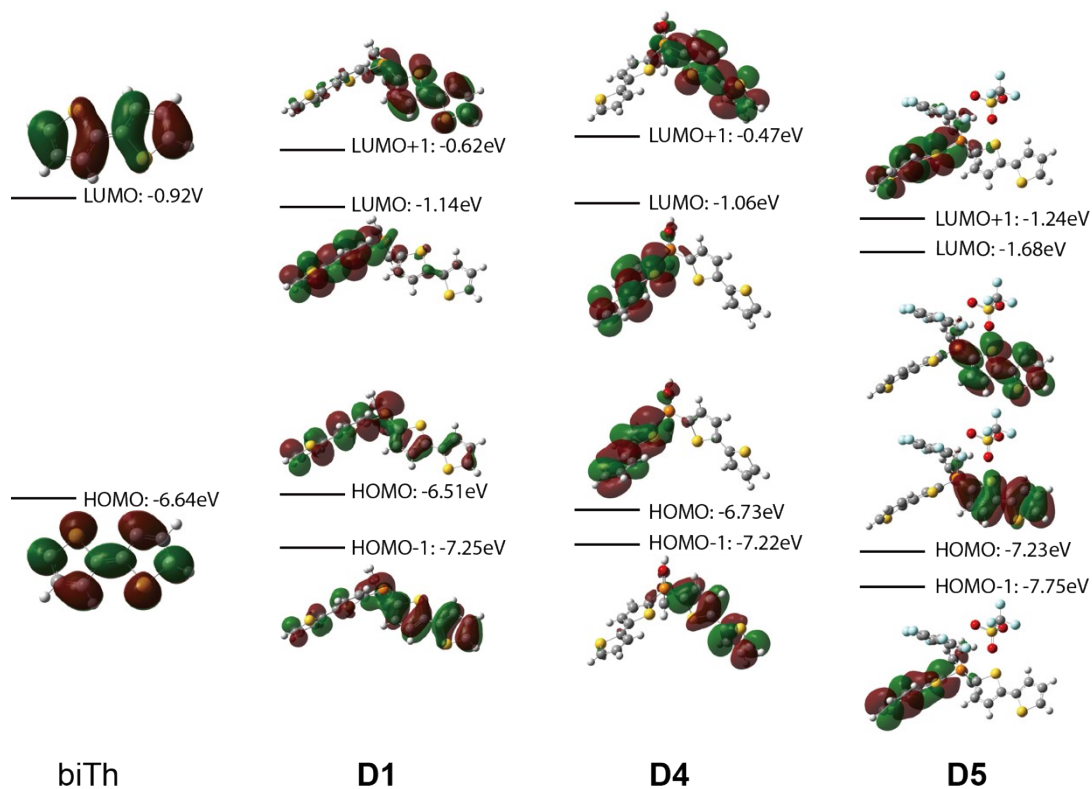 LUMO: -0.92V
HOMO: -6.64eV
biTh
LUMO+1: -0.62eV
LUMO: -1.14eV
HOMO: -6.51eV
HOMO-1: -7.25eV
D1
LUMO+1: -0.47eV
LUMO: -1.06eV
HOMO: -6.73eV
HOMO-1: -7.22eV
D4
LUMO+1: -1.24eV
LUMO: -1.68eV
HOMO: -7.23eV
HOMO-1: -7.75eV
D5